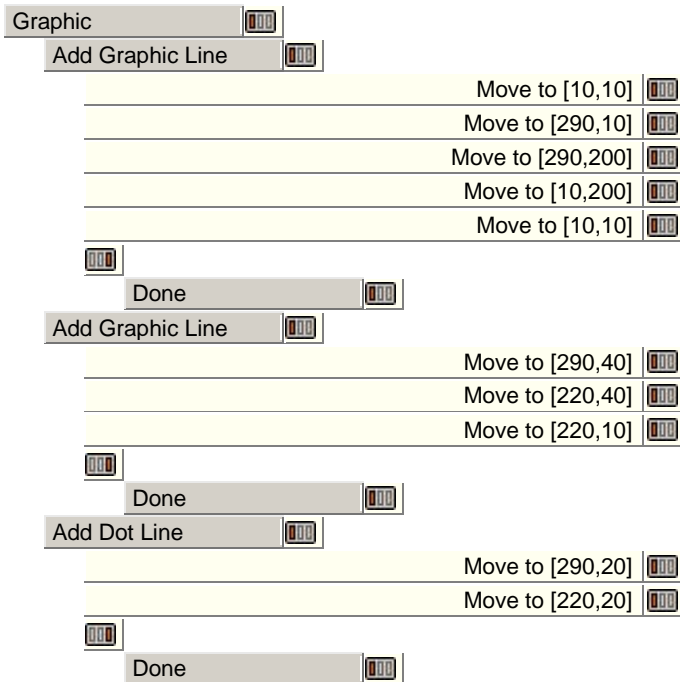 Graphic
Add Graphic Line
Move to [10,10]
Move to [290,10]
Move to [290,200]
Move to [10,200]
Move to [10,10]
Done
Add Graphic Line
Move to [290,40]
Move to [220,40]
Move to [220,10]
Done
Add Dot Line
Move to [290,20]
Move to [220,20]
Done